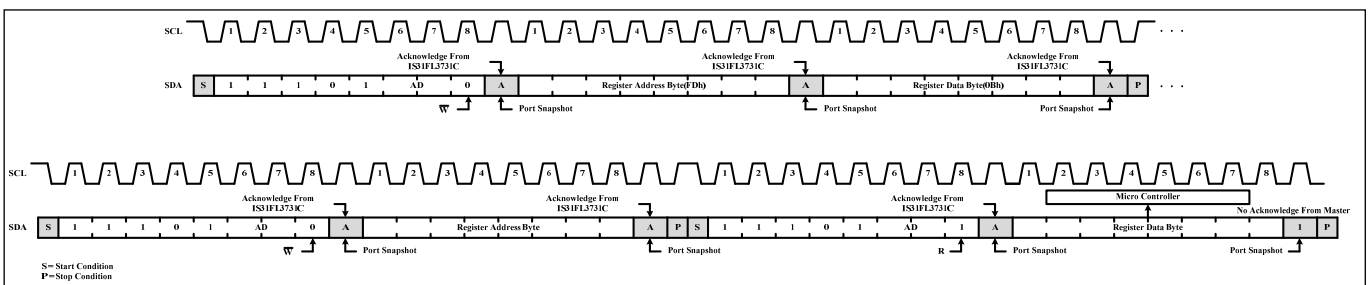 SCL 1 2 3 4 5 6 7 8 1 2 3 4 5 6 7 8 1 2 3 4 5 6 7 8 . . .
Acknowledge From Acknowledge From Acknowledge From
IS31FL3731C IS31FL3731C IS31FL3731C
SDA S 1 1 1 0 1 AD 0 A Register Address Byte(FDh) A Register Data Byte(0Bh) A P . . .
W Port Snapshot Port Snapshot Port Snapshot
SCL 1 2 3 4 5 6 7 8 1 2 3 4 5 6 7 8 1 2 3 4 5 6 7 8 1 2 3 4 5 6 7 8
Acknowledge From Acknowledge From Acknowledge From Micro Controller
IS31FL3731C IS31FL3731C IS31FL3731C No Acknowledge From Master
SDA S 1 1 1 0 1 AD 0 A Register Address Byte A P S 1 1 1 0 1 AD 1 A Register Data Byte 1 P
W Port Snapshot Port Snapshot R Port Snapshot Port Snapshot
S=Start Condition
P=Stop Condition